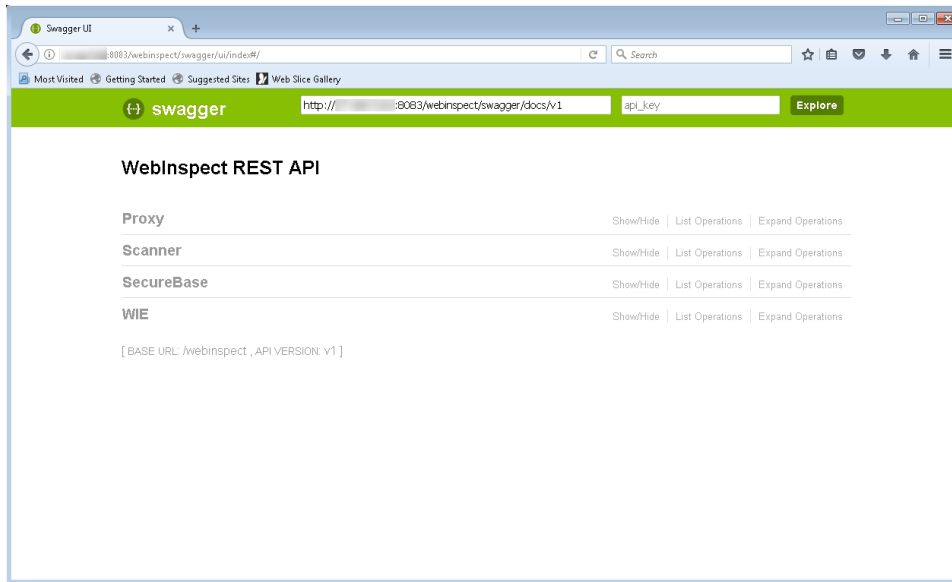 Swagger UI
:8083/webinspect/swagger/ui/index#/
Search
Most Visited Getting Started Suggested Sites Web Slice Gallery
swagger http:// :8083/webinspect/swagger/docs/v1 api_key Explore
WebInspect REST API
Proxy Show/Hide List Operations Expand Operations
Scanner Show/Hide List Operations Expand Operations
SecureBase Show/Hide List Operations Expand Operations
WIE Show/Hide List Operations Expand Operations
[ BASE URL: /webinspect , API VERSION: v1 ]